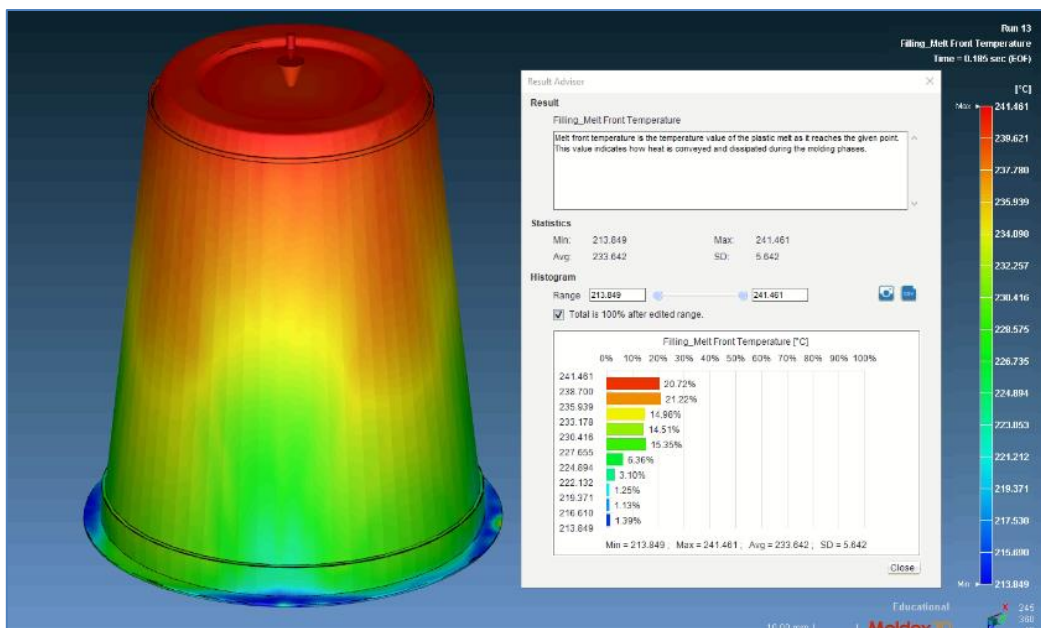 Run 13
Filling_Melt Front Temperature
Time = 0.185 sec (EOF)
[°C]
Max
241.461
239.621
237.780
235.939
234.098
232.257
230.416
228.575
226.735
224.894
223.053
221.212
219.371
217.530
215.690
Min
213.849
Result Adviser
Result
Filling_Melt Front Temperature
Melt front temperature is the temperature value of the plastic melt as it reaches the given point.
This value indicates how heat is conveyed and dissipated during the molding phases.
Statistics
Min: 213.849 Max: 241.461
Avg: 233.642 SD: 5.642
Histogram
Range 213.849 241.461
Total is 100% after edited range.
Filling_Melt Front Temperature [°C]
0% 10% 20% 30% 40% 50% 60% 70% 80% 90% 100%
241.461
20.72%
238.700
21.22%
235.939
14.96%
233.178
14.51%
230.416
15.35%
227.655
6.36%
224.894
3.10%
222.132
1.25%
219.371
1.13%
216.610
1.39%
213.849
Min = 213.849 ; Max = 241.461 ; Avg = 233.642 ; SD = 5.642
Close
Educational
X 245
360